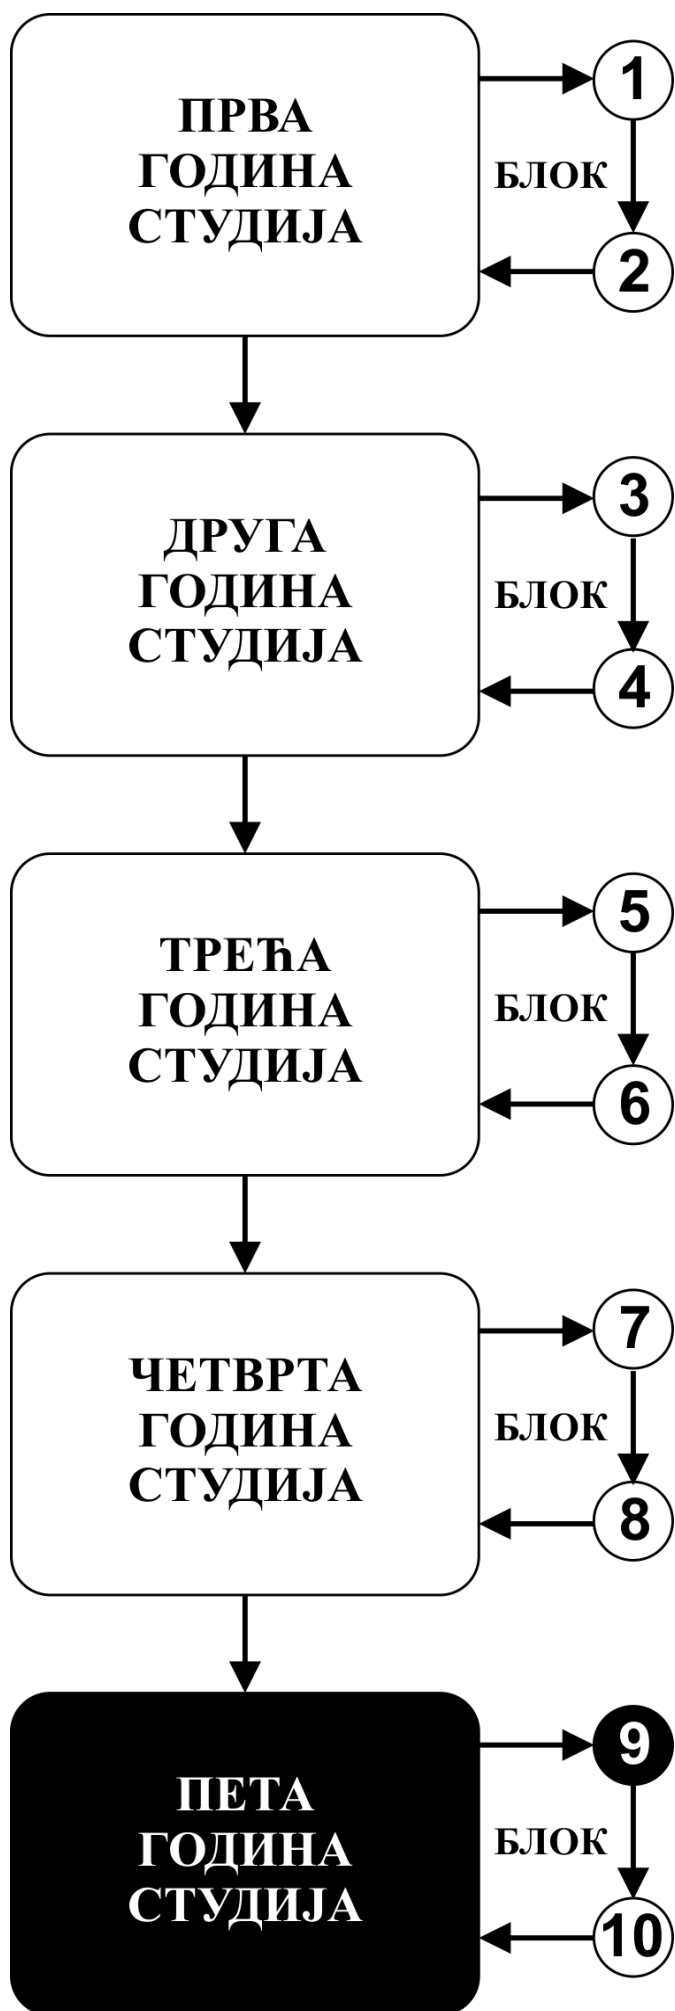 ПРВА
ГОДИНА
СТУДИЈА
1
БЛОК
2
ДРУГА
ГОДИНА
СТУДИЈА
3
БЛОК
4
ТРЕЋА
ГОДИНА
СТУДИЈА
5
БЛОК
6
ЧЕТВРТА
ГОДИНА
СТУДИЈА
7
БЛОК
8
ПЕТА
ГОДИНА
СТУДИЈА
9
БЛОК
10